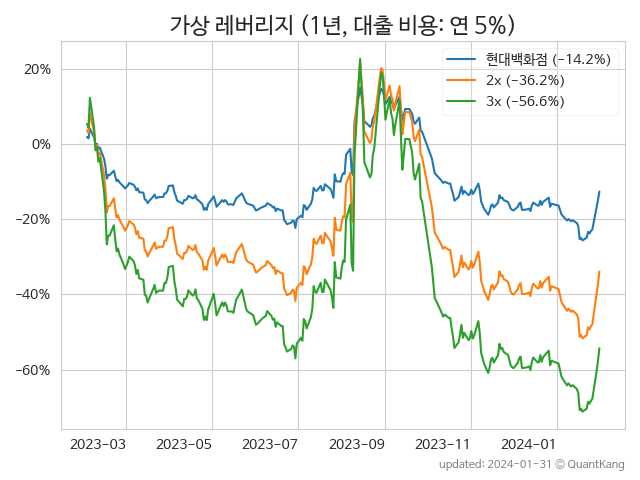 가상 레버리지 (1년, 대출 비용: 연 5%)
현대백화점 (−14.2%)
2x (−36.2%)
3x (−56.6%)
20%
0%
−20%
−40%
−60%
2023-03 2023-05 2023-07 2023-09 2023-11 2024-01
updated: 2024-01-31 © QuantKang